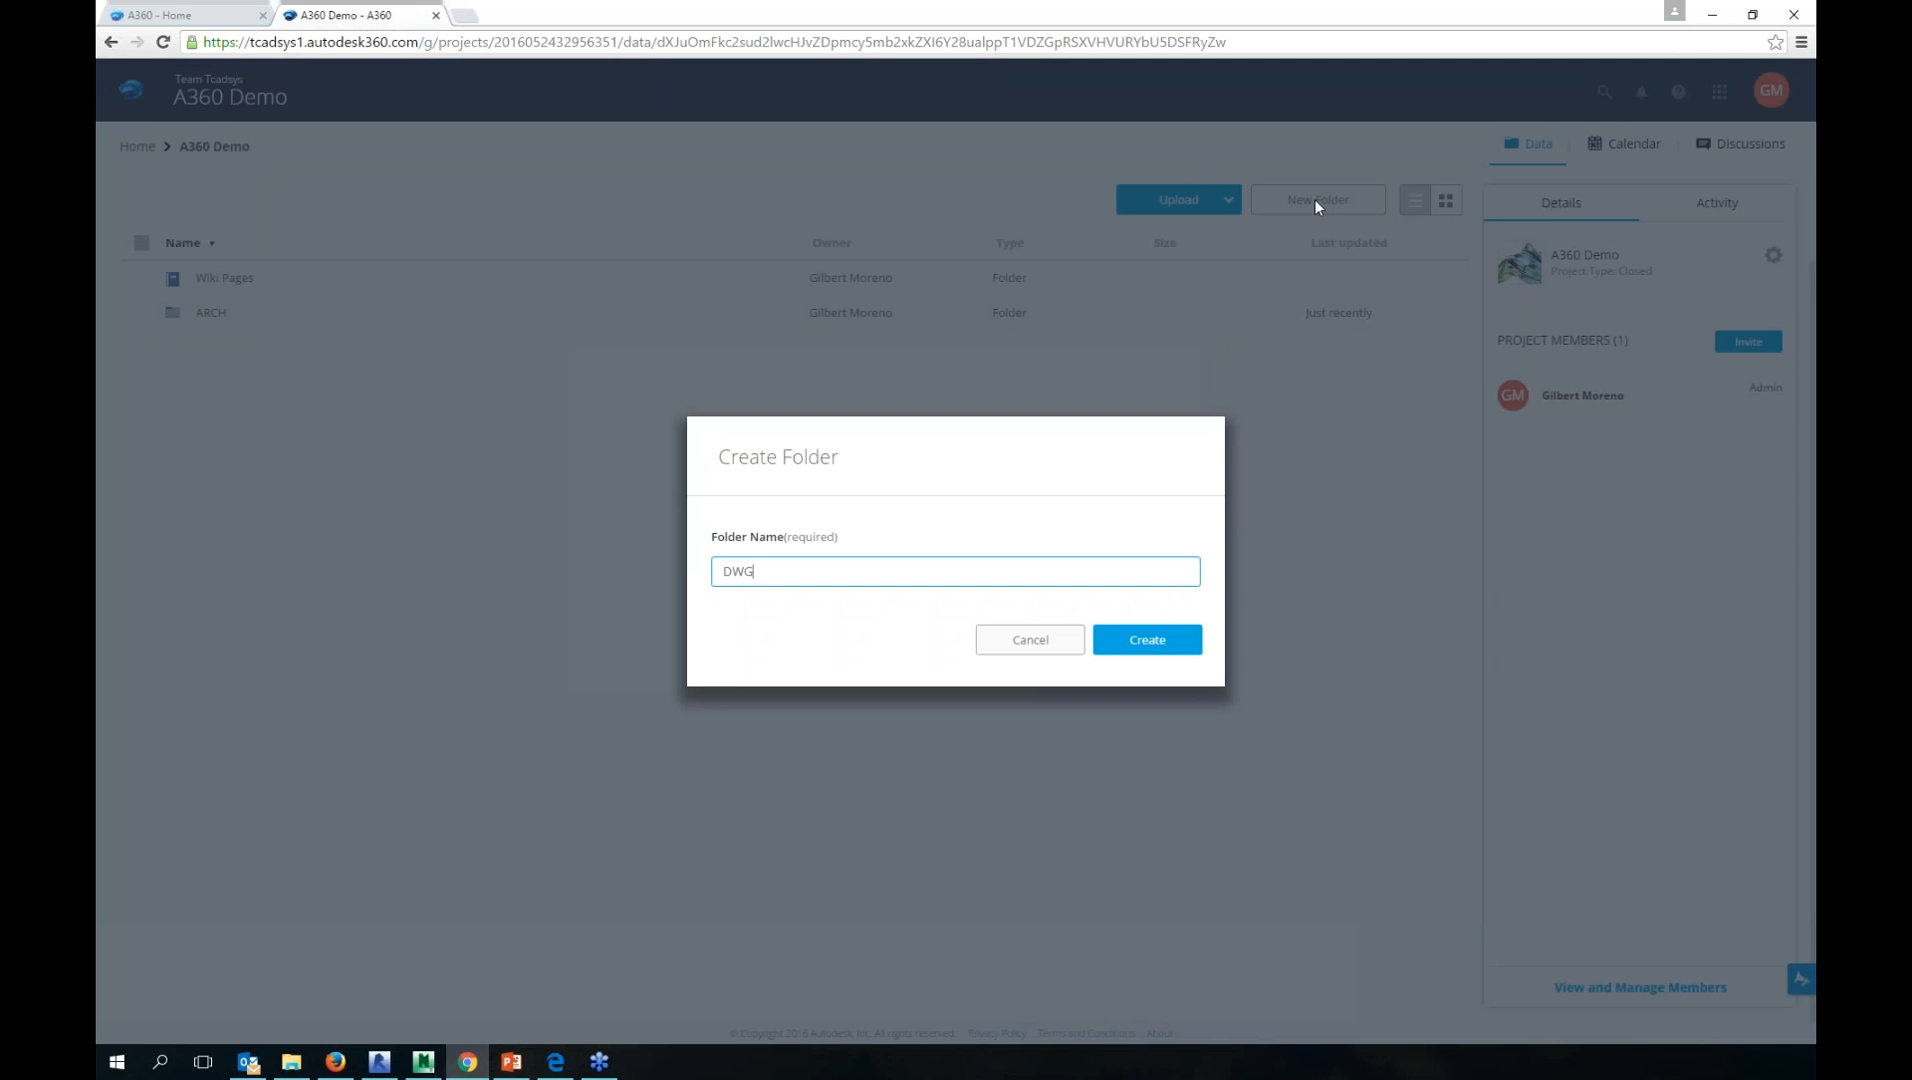 A360 - Home
A360 Demo - A360
https://tcadsys1.autodesk360.com/g/projects/2016052432956351/data/dXJuOmFkc2sud2lwcHJvZDpmcy5mb2xkZXI6Y28ualppT1VDZGpRSXVHVURYbU5DSFRyZw
Team Tcadsys
A360 Demo
GM
Home > A360 Demo
Data
Calendar
Discussions
Upload
New Folder
Details
Activity
Name
Owner
Type
Size
Last updated
Wiki Pages
Gilbert Moreno
Folder
ARCH
Gilbert Moreno
Folder
Just recently
A360 Demo
Project Type: Closed
PROJECT MEMBERS (1)
Invite
GM
Gilbert Moreno
Admin
Create Folder
Folder Name(required)
DWG
Cancel
Create
View and Manage Members
© Copyright 2016 Autodesk, Inc. All rights reserved.
Privacy Policy
Terms and Conditions
About